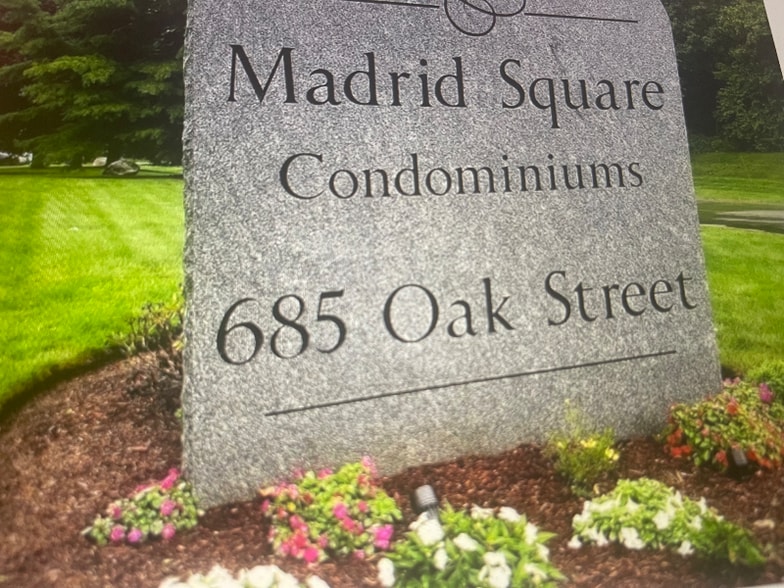 Madrid Square
Condominiums
685 Oak Street